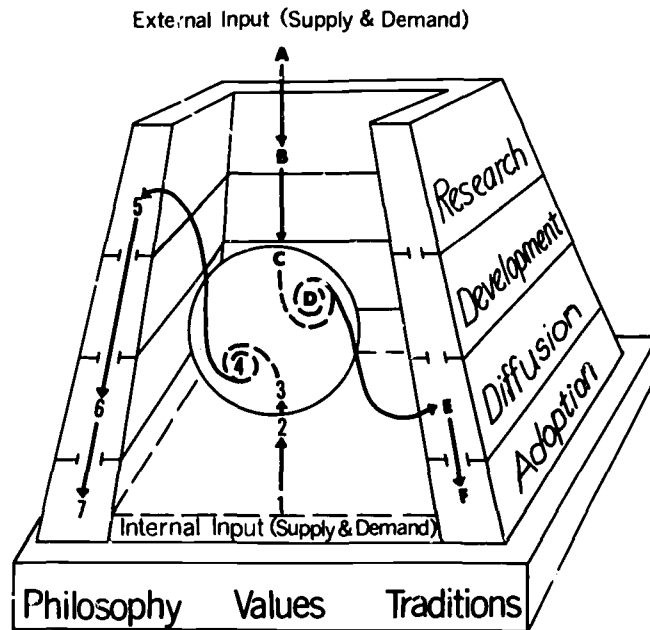 External Input (Supply & Demand)
A
B
Research
5
C
Development
D
Diffusion
4
3
6
E
2
Adoption
7
1
F
Internal Input (Supply & Demand)
Philosophy Values Traditions